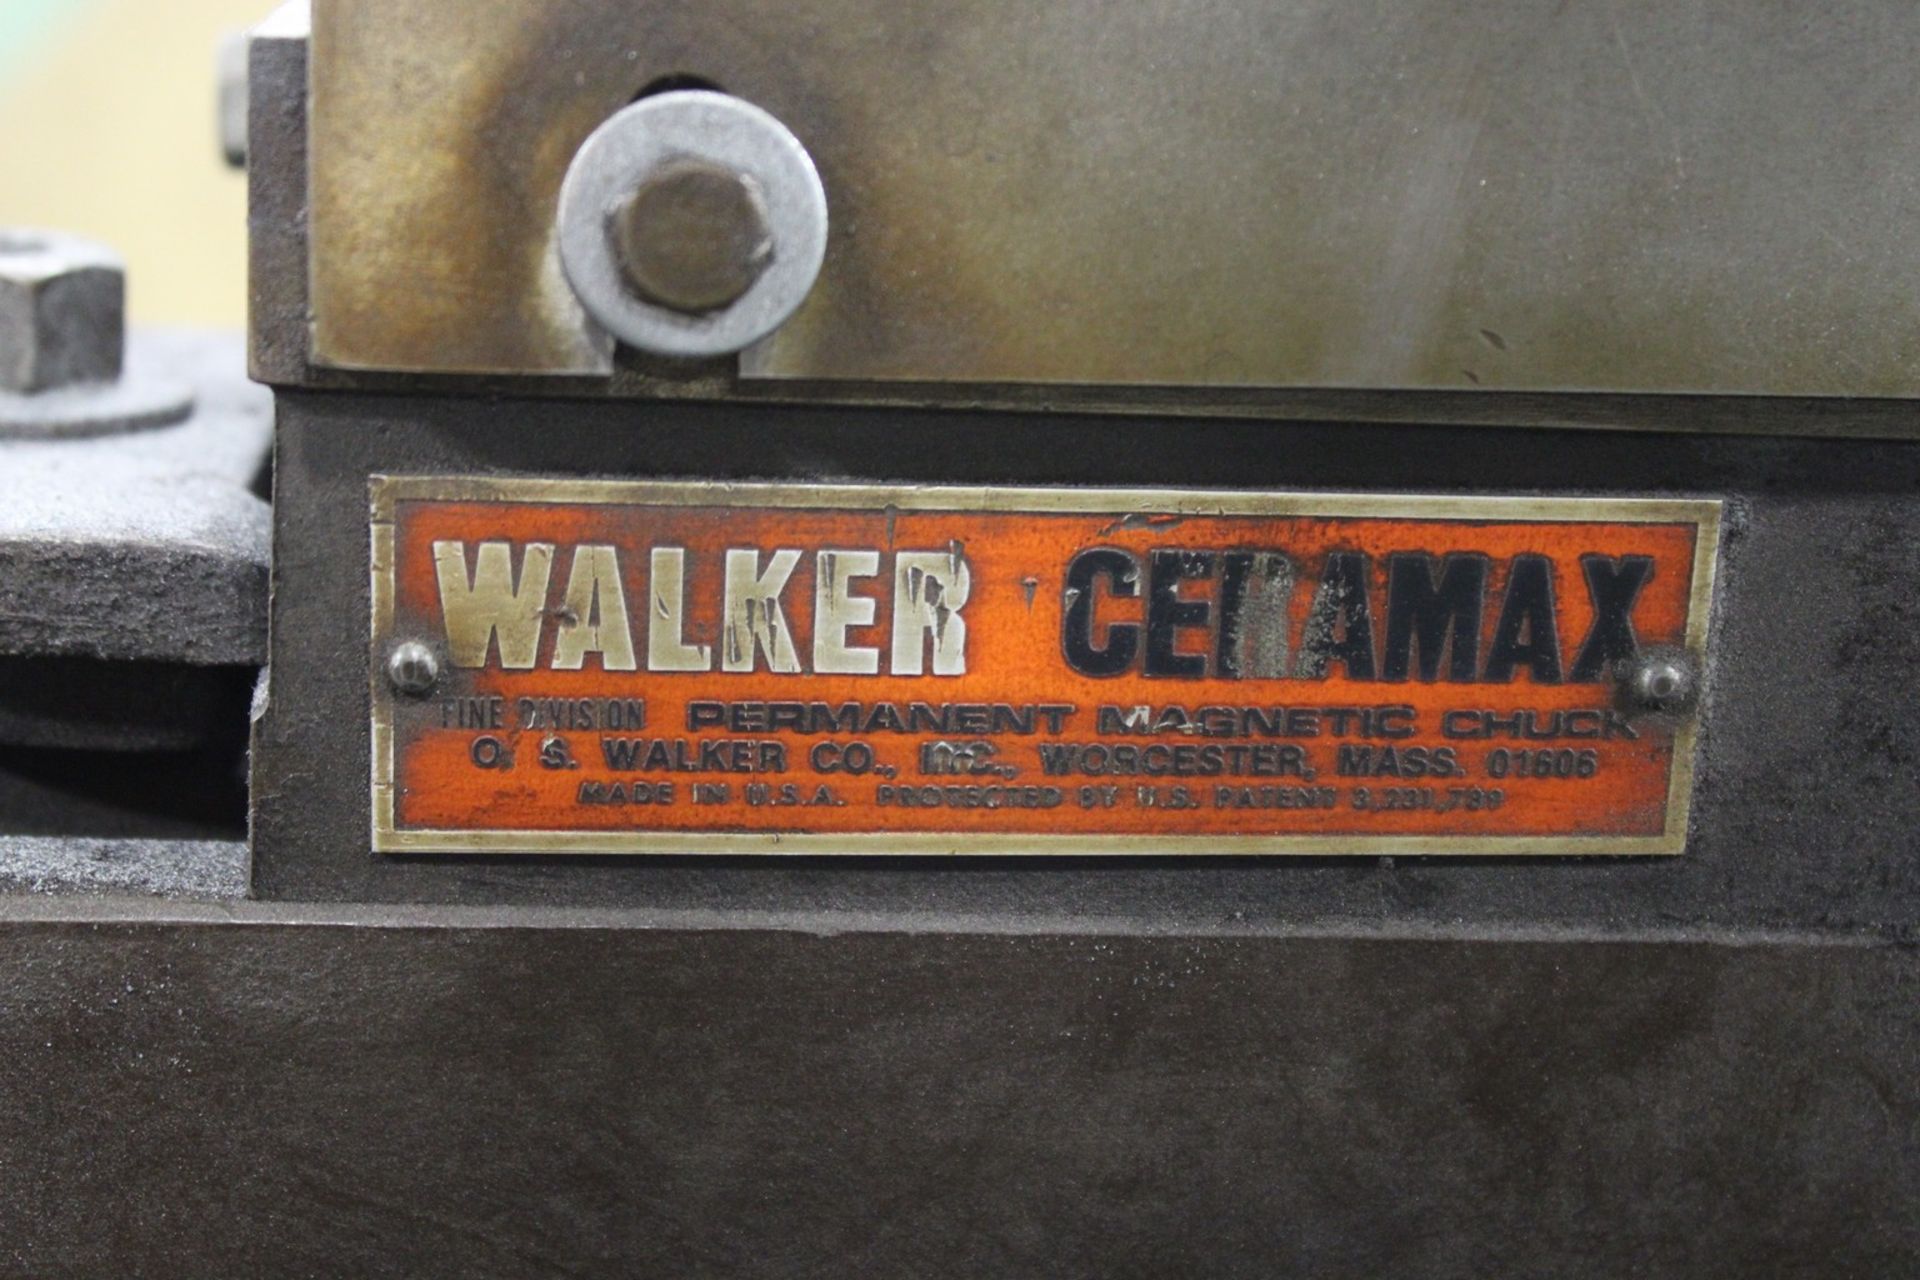 WALKER CERAMAX
FINE DIVISION PERMANENT MAGNETIC CHUCK
O. S. WALKER CO., INC., WORCESTER, MASS. 01606
MADE IN U.S.A. PROTECTED BY U.S. PATENT